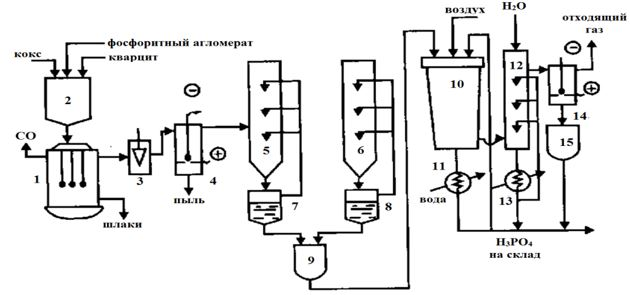 воздух
H₂O
отходящий
газ
фосфоритный агломерат
кокс
кварцит
2
10
12
14
15
CO
1
3
4
5
6
11
вода
13
пыль
7
8
шлаки
9
H₃PO₄
на склад